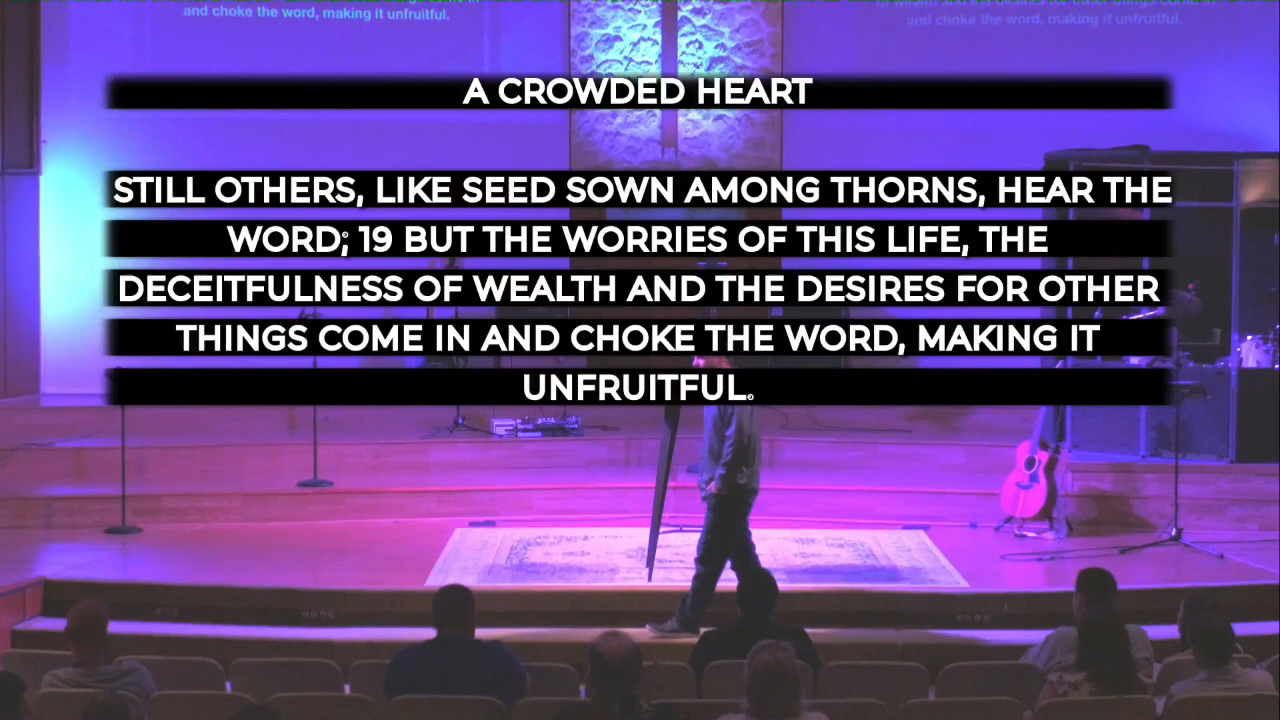 and choke the word, making it unfruitful.
and choke the word, making it unfruitful.
A CROWDED HEART
STILL OTHERS, LIKE SEED SOWN AMONG THORNS, HEAR THE
WORD; 19 BUT THE WORRIES OF THIS LIFE, THE
DECEITFULNESS OF WEALTH AND THE DESIRES FOR OTHER
THINGS COME IN AND CHOKE THE WORD, MAKING IT
UNFRUITFUL.